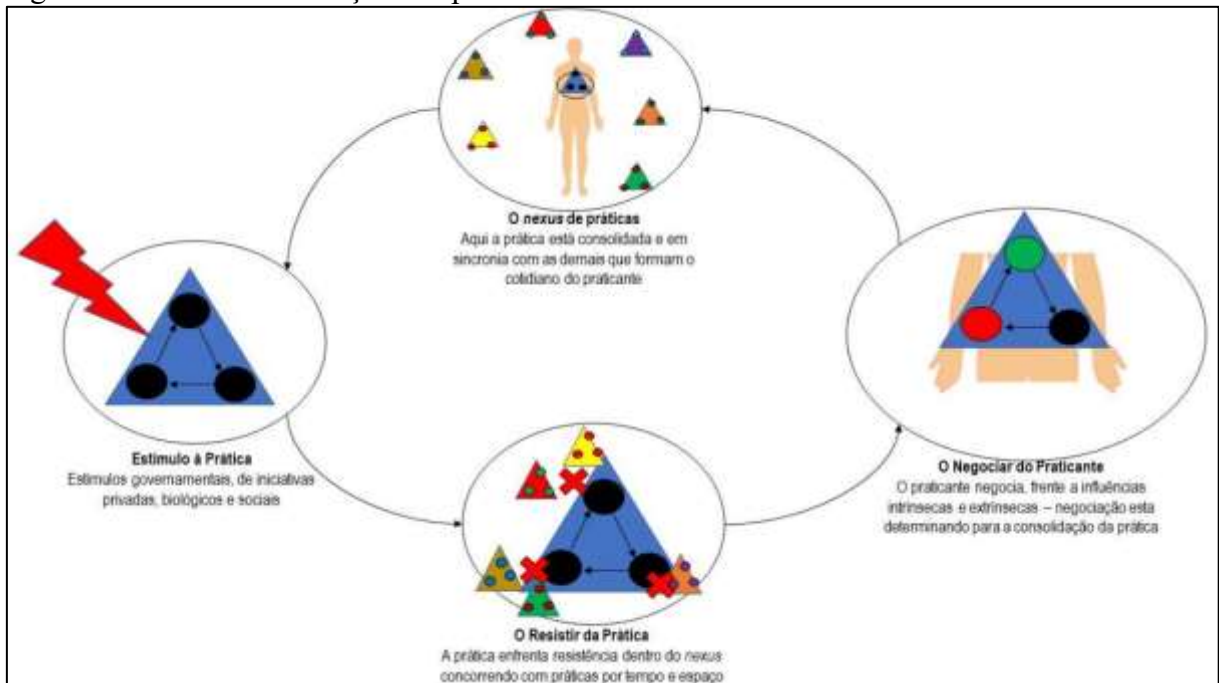 O nexus de práticas
Aqui a prática está consolidada e em
sincronia com as demais que formam o
cotidiano do praticante
Estímulo à Prática
Estímulos governamentais, de iniciativas
privadas, biológicos e sociais
O Negociar do Praticante
O praticante negocia, frente a influências
intrínsecas e extrínsecas – negociação esta
determinando para a consolidação da prática
O Resistir da Prática
A prática enfrenta resistência dentro do nexus
concorrendo com práticas por tempo e espaço